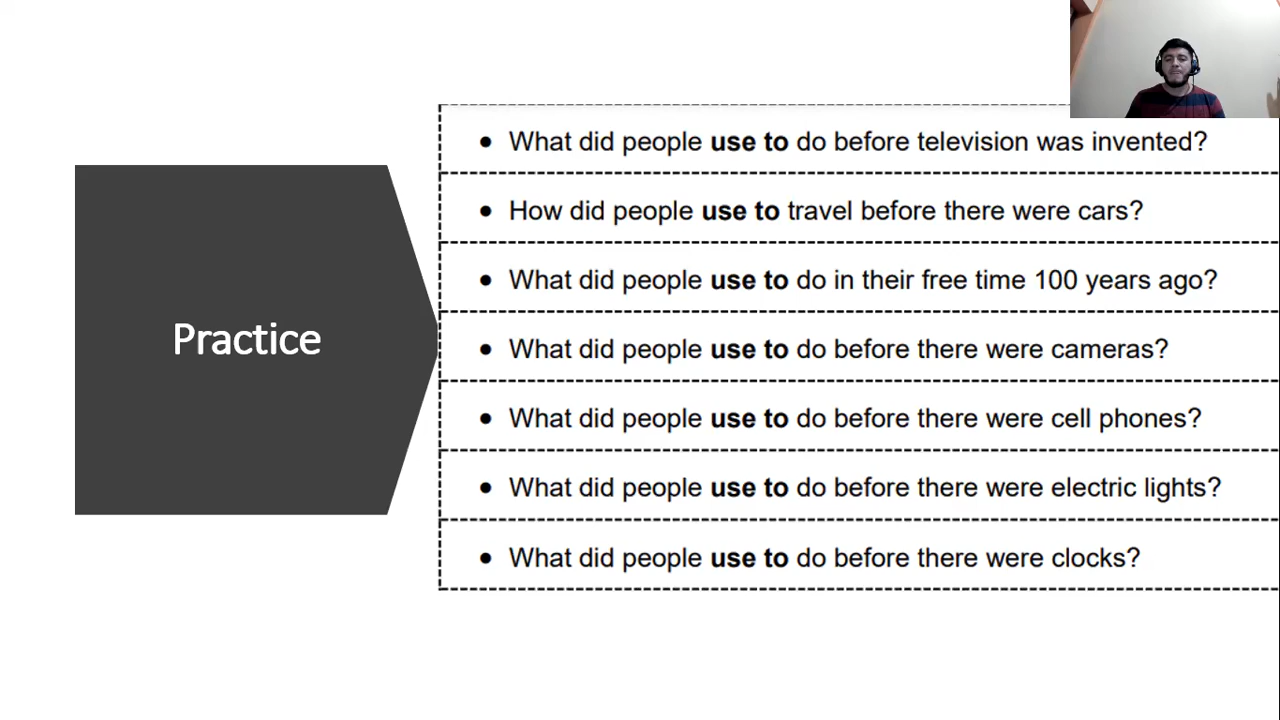 Practice
• What did people use to do before television was invented?
• How did people use to travel before there were cars?
• What did people use to do in their free time 100 years ago?
• What did people use to do before there were cameras?
• What did people use to do before there were cell phones?
• What did people use to do before there were electric lights?
• What did people use to do before there were clocks?